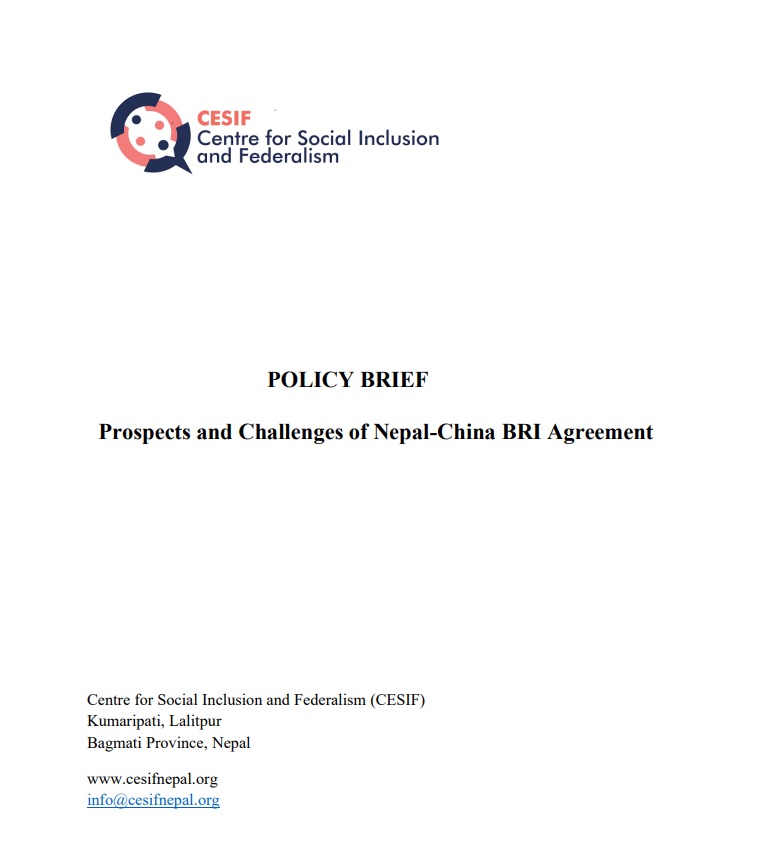 CESIF
Centre for Social Inclusion
and Federalism
POLICY BRIEF
Prospects and Challenges of Nepal-China BRI Agreement
Centre for Social Inclusion and Federalism (CESIF)
Kumaripati, Lalitpur
Bagmati Province, Nepal
www.cesifnepal.org
info@cesifnepal.org